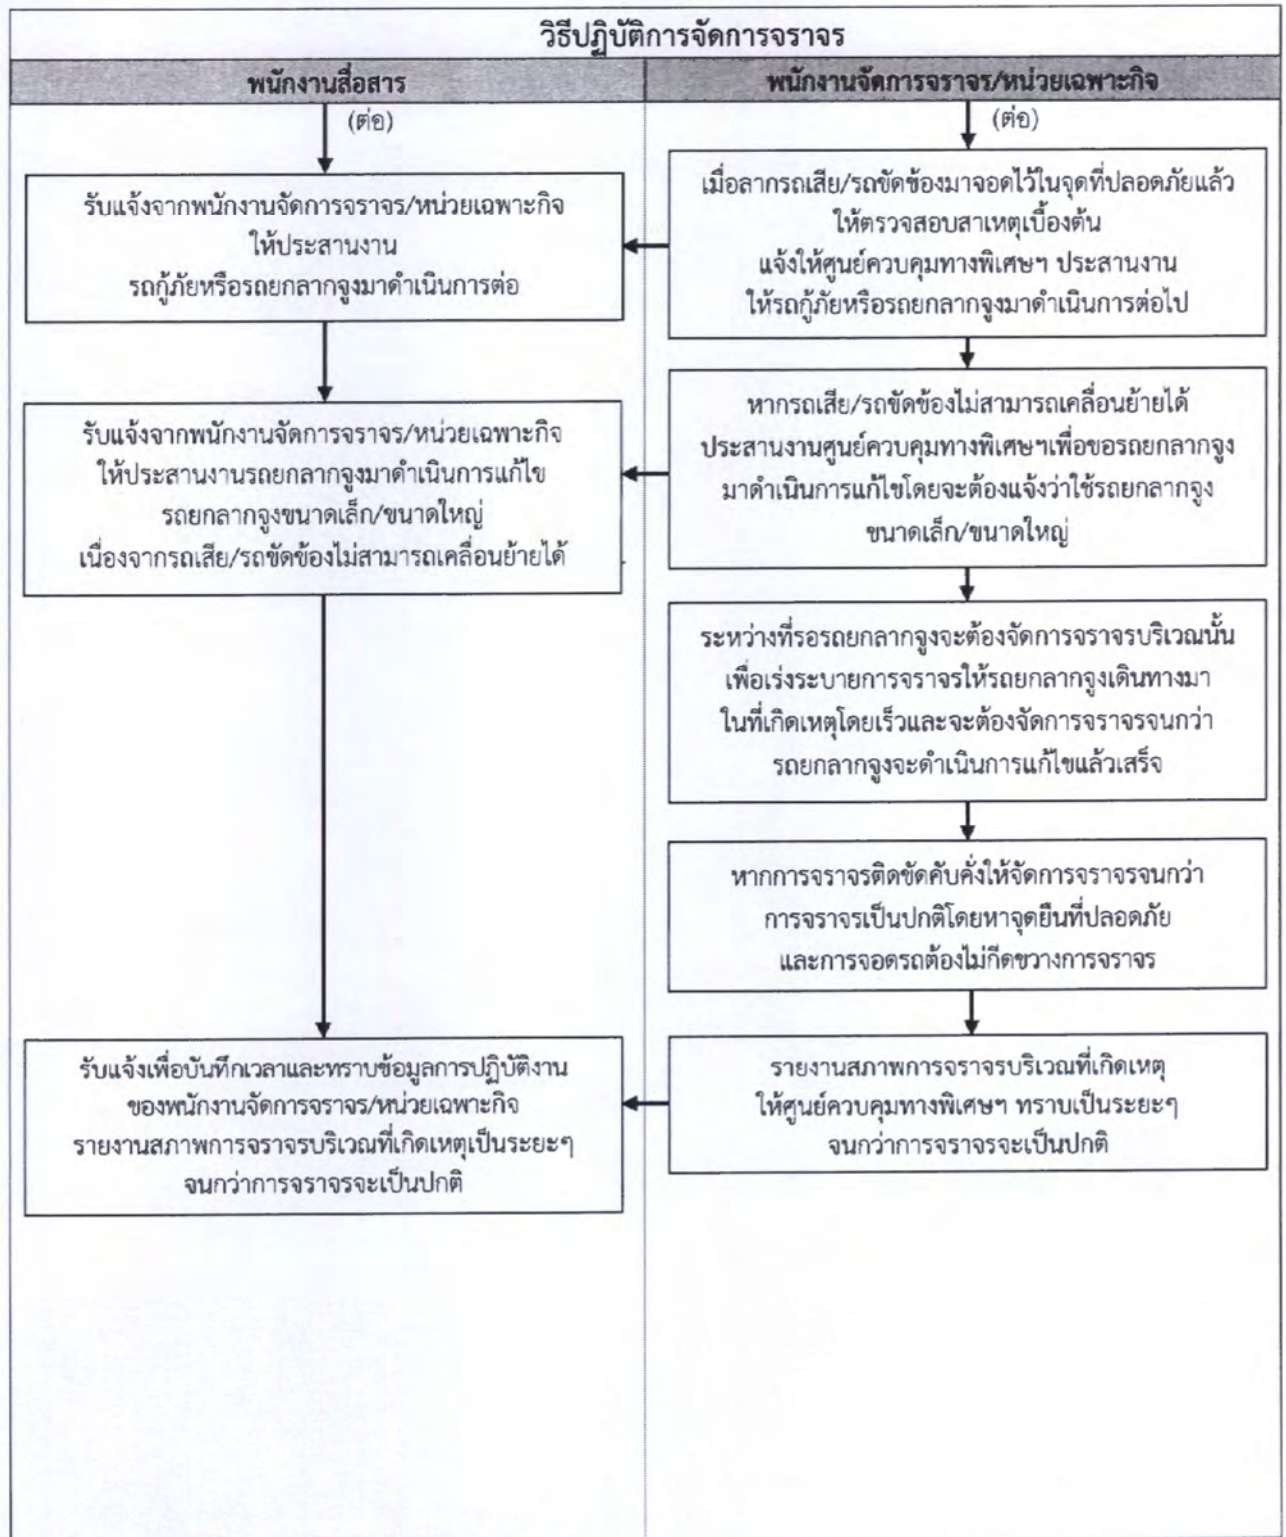 วิธีปฏิบัติการจัดการจราจร
พนักงานสื่อสาร
พนักงานจัดการจราจร/หน่วยเฉพาะกิจ
(ต่อ)
(ต่อ)
เมื่อลากรถเสีย/รถขัดข้องมาจอดไว้ในจุดที่ปลอดภัยแล้ว
ให้ตรวจสอบสาเหตุเบื้องต้น
แจ้งให้ศูนย์ควบคุมทางพิเศษฯ ประสานงาน
ให้รถกู้ภัยหรือรถยกลากจูงมาดำเนินการต่อไป
รับแจ้งจากพนักงานจัดการจราจร/หน่วยเฉพาะกิจ
ให้ประสานงาน
รถกู้ภัยหรือรถยกลากจูงมาดำเนินการต่อ
หากรถเสีย/รถขัดข้องไม่สามารถเคลื่อนย้ายได้
ประสานงานศูนย์ควบคุมทางพิเศษฯเพื่อขอรถยกลากจูง
มาดำเนินการแก้ไขโดยจะต้องแจ้งว่าใช้รถยกลากจูง
ขนาดเล็ก/ขนาดใหญ่
รับแจ้งจากพนักงานจัดการจราจร/หน่วยเฉพาะกิจ
ให้ประสานงานรถยกลากจูงมาดำเนินการแก้ไข
รถยกลากจูงขนาดเล็ก/ขนาดใหญ่
เนื่องจากรถเสีย/รถขัดข้องไม่สามารถเคลื่อนย้ายได้
ระหว่างที่รอรถยกลากจูงจะต้องจัดการจราจรบริเวณนั้น
เพื่อเร่งระบายการจราจรให้รถยกลากจูงเดินทางมา
ในที่เกิดเหตุโดยเร็วและจะต้องจัดการจราจรจนกว่า
รถยกลากจูงจะดำเนินการแก้ไขแล้วเสร็จ
หากการจราจรติดขัดคับคั่งให้จัดการจราจรจนกว่า
การจราจรเป็นปกติโดยหาจุดยืนที่ปลอดภัย
และการจอดรถต้องไม่กีดขวางการจราจร
รายงานสภาพการจราจรบริเวณที่เกิดเหตุ
ให้ศูนย์ควบคุมทางพิเศษฯ ทราบเป็นระยะๆ
จนกว่าการจราจรจะเป็นปกติ
รับแจ้งเพื่อบันทึกเวลาและทราบข้อมูลการปฏิบัติงาน
ของพนักงานจัดการจราจร/หน่วยเฉพาะกิจ
รายงานสภาพการจราจรบริเวณที่เกิดเหตุเป็นระยะๆ
จนกว่าการจราจรจะเป็นปกติ